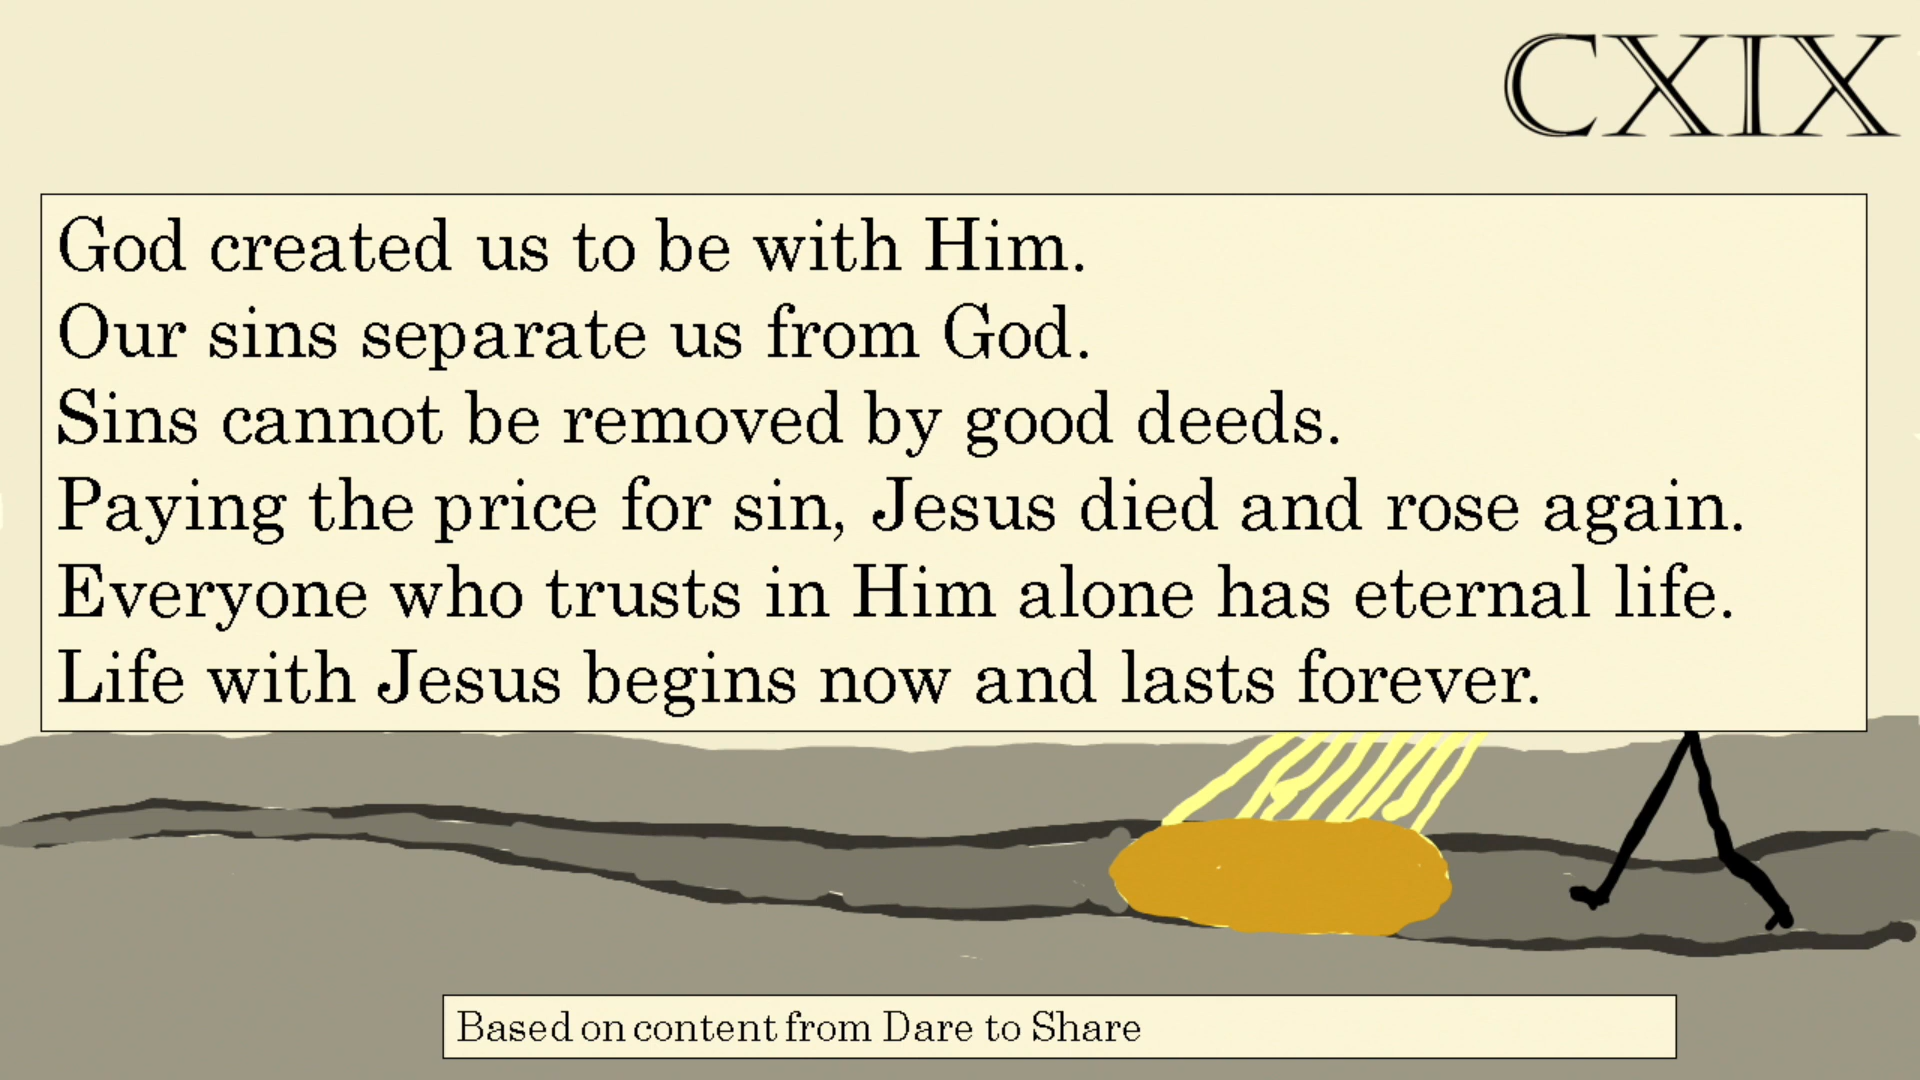 CXIX
God created us to be with Him.
Our sins separate us from God.
Sins cannot be removed by good deeds.
Paying the price for sin, Jesus died and rose again.
Everyone who trusts in Him alone has eternal life.
Life with Jesus begins now and lasts forever.
Based on content from Dare to Share